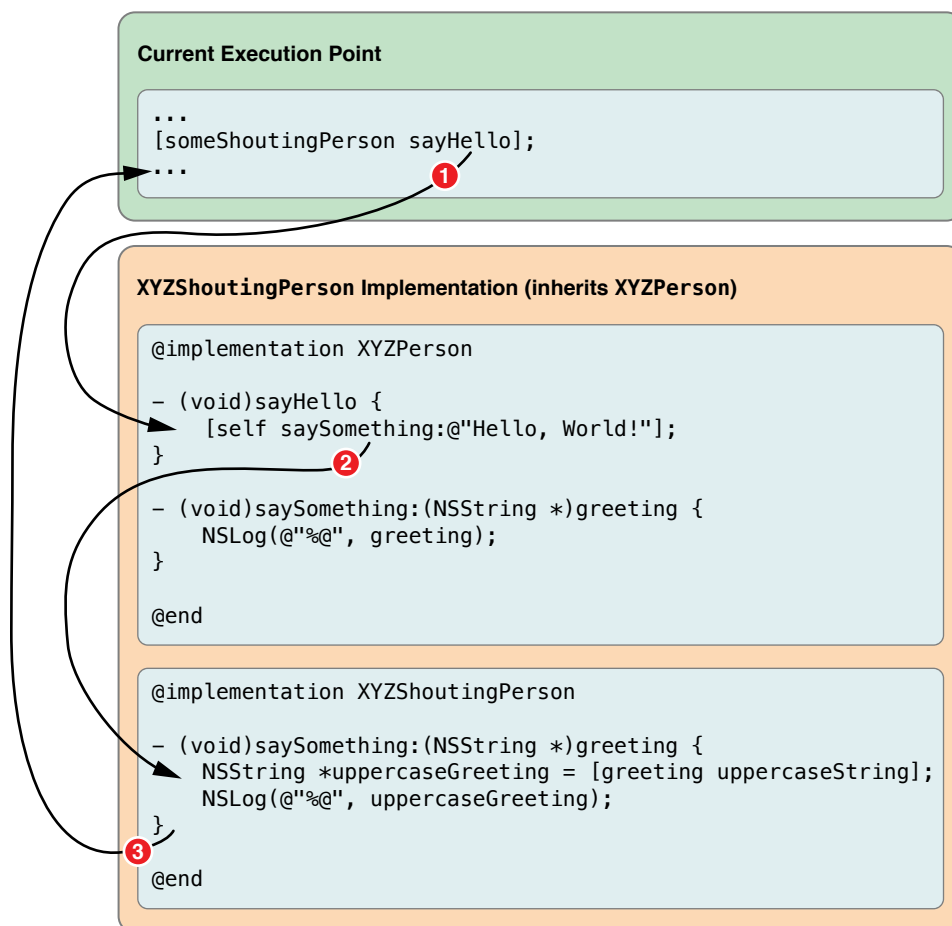 Current Execution Point
...
[someShoutingPerson sayHello];
...
1
XYZShoutingPerson Implementation (inherits XYZPerson)
@implementation XYZPerson
- (void)sayHello {
[self saySomething:@"Hello, World!"];
}
2
- (void)saySomething:(NSString *)greeting {
NSLog(@"%@", greeting);
}
@end
@implementation XYZShoutingPerson
- (void)saySomething:(NSString *)greeting {
NSString *uppercaseGreeting = [greeting uppercaseString];
NSLog(@"%@", uppercaseGreeting);
}
3
@end